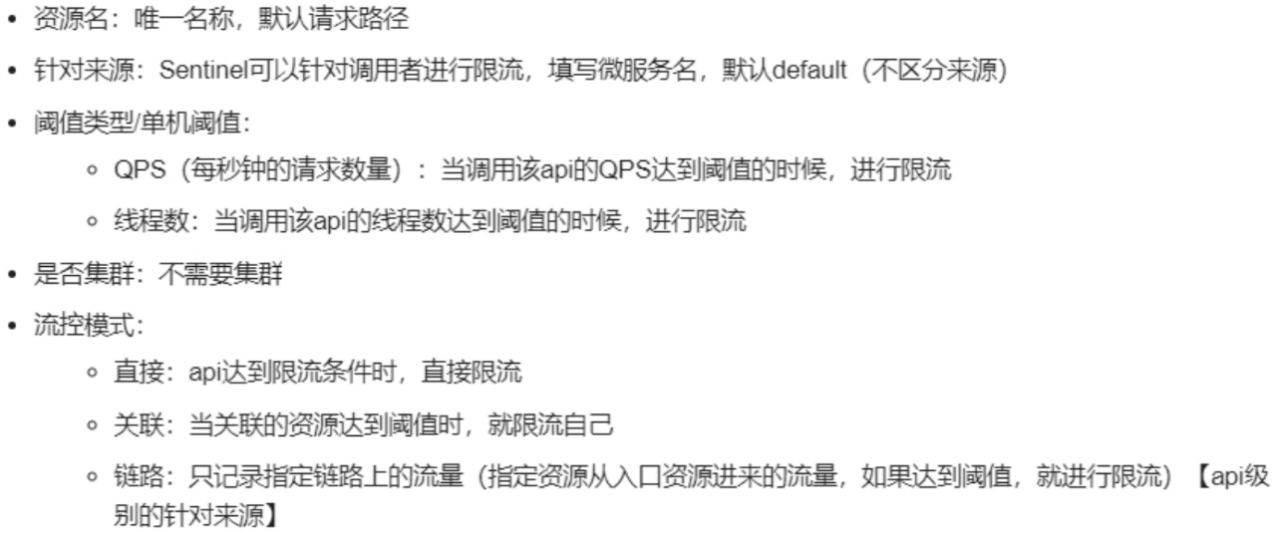 • 资源名：唯一名称，默认请求路径
• 针对来源：Sentinel可以针对调用者进行限流，填写微服务名，默认default（不区分来源）
• 阈值类型/单机阈值：
◦ QPS（每秒钟的请求数量）：当调用该api的QPS达到阈值的时候，进行限流
◦ 线程数：当调用该api的线程数达到阈值的时候，进行限流
• 是否集群：不需要集群
• 流控模式：
◦ 直接：api达到限流条件时，直接限流
◦ 关联：当关联的资源达到阈值时，就限流自己
◦ 链路：只记录指定链路上的流量（指定资源从入口资源进来的流量，如果达到阈值，就进行限流）【api级
别的针对来源】